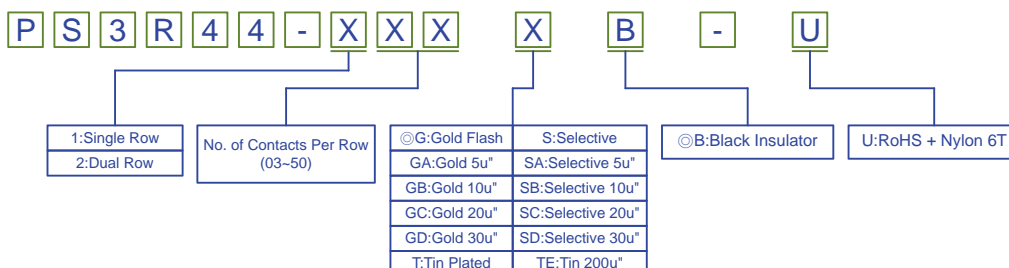 P S 3 R 4 4 - X X X X B - U
1:Single Row
2:Dual Row
No. of Contacts Per Row
(03~50)
◎G:Gold Flash S:Selective
GA:Gold 5u" SA:Selective 5u"
GB:Gold 10u" SB:Selective 10u"
GC:Gold 20u" SC:Selective 20u"
GD:Gold 30u" SD:Selective 30u"
T:Tin Plated TE:Tin 200u"
◎B:Black Insulator
U:RoHS + Nylon 6T